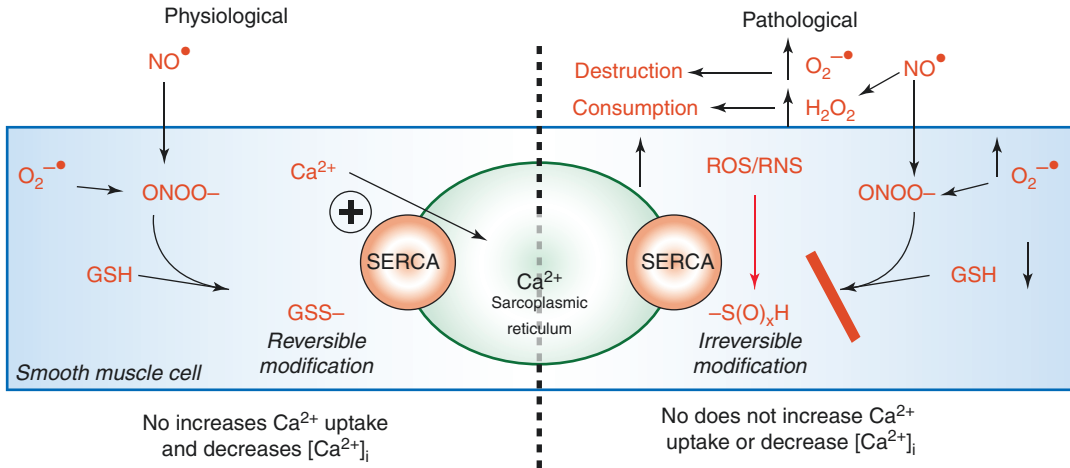 Physiological
Pathological
NO•
Destruction
O₂⁻•
NO•
Consumption
H₂O₂
O₂⁻•
ONOO–
Ca²⁺
ROS/RNS
ONOO–
O₂⁻•
+
SERCA
SERCA
GSH
Ca²⁺
GSH
Sarcoplasmic
reticulum
GSS–
–S(O)ₓH
Reversible
modification
Irreversible
modification
Smooth muscle cell
No increases Ca²⁺ uptake
and decreases [Ca²⁺]ᵢ
No does not increase Ca²⁺
uptake or decrease [Ca²⁺]ᵢ